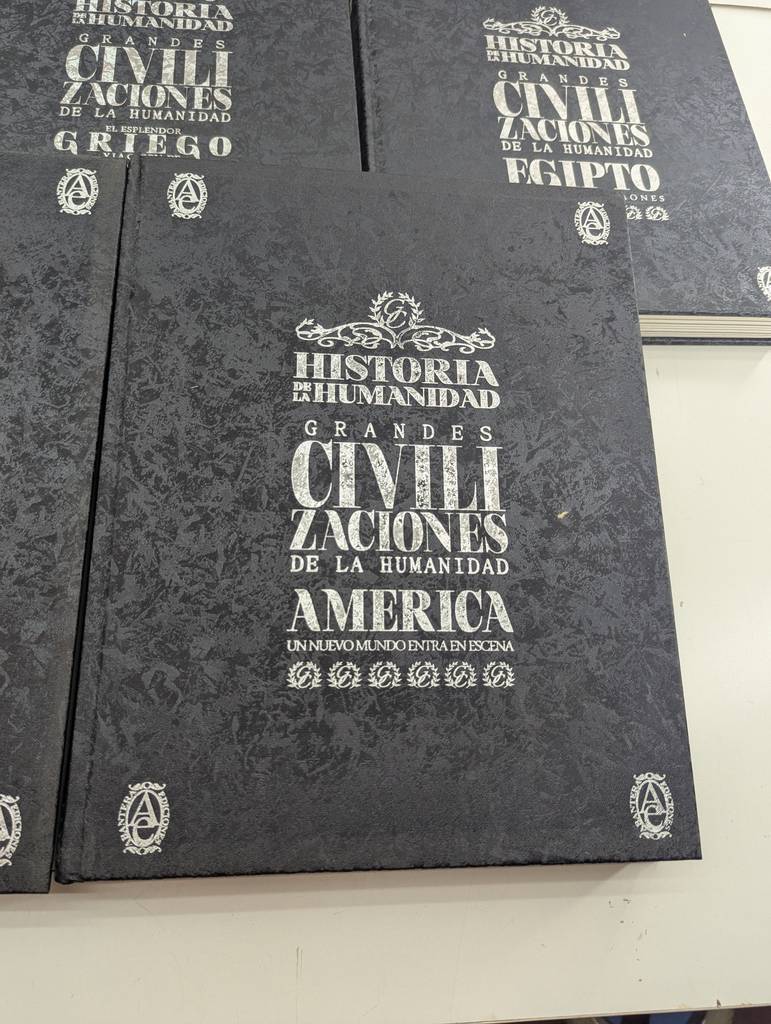 HISTORIA
DE LA HUMANIDAD
GRANDES
CIVILI
ZACIONES
DE LA HUMANIDAD
EL ESPLENDOR
GRIEGO
HISTORIA
DE LA HUMANIDAD
GRANDES
CIVILI
ZACIONES
DE LA HUMANIDAD
EGIPTO
HISTORIA
DE LA HUMANIDAD
GRANDES
CIVILI
ZACIONES
DE LA HUMANIDAD
AMERICA
UN NUEVO MUNDO ENTRA EN ESCENA